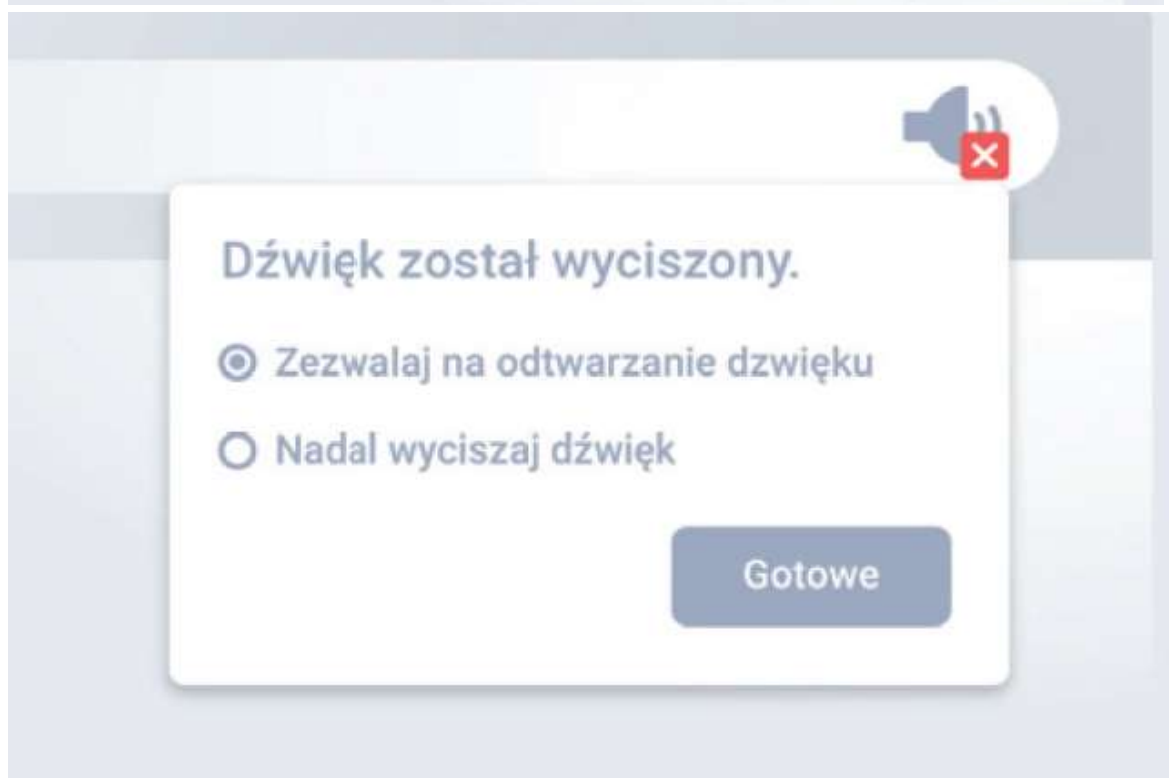 Dźwięk został wyciszony.
Zezwalaj na odtwarzanie dzwięku
Nadal wyciszaj dźwięk
Gotowe